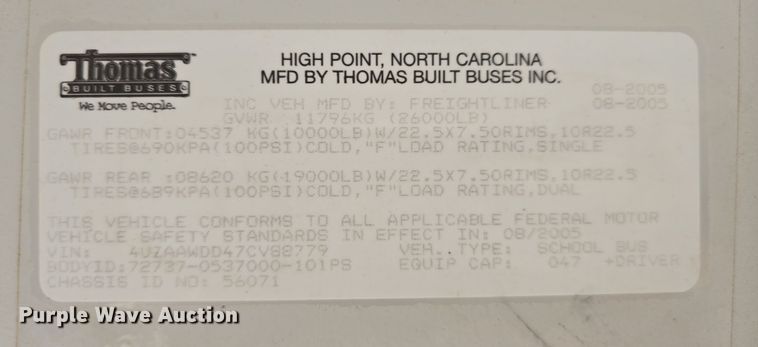 Thomas
BUILT BUSES
We Move People.
HIGH POINT, NORTH CAROLINA
MFD BY THOMAS BUILT BUSES INC.
08-2005
INC VEH MFD BY: FREIGHTLINER 08-2005
GVWR 11796KG (26000LB)
GAWR FRONT:04537 KG(10000LB)W/22.5X7.50RIMS,10R22.5
TIRES@690KPA(100PSI)COLD,"F"LOAD RATING,SINGLE
GAWR REAR :08620 KG(19000LB)W/22.5X7.50RIMS,10R22.5
TIRES@689KPA(100PSI)COLD,"F"LOAD RATING,DUAL
THIS VEHICLE CONFORMS TO ALL APPLICABLE FEDERAL MOTOR
VEHICLE SAFETY STANDARDS IN EFFECT IN: 08/2005
VIN: 4UZAAWDD47CV88779 VEH. TYPE: SCHOOL BUS
BODYID:72737-0537000-101PS EQUIP CAP: 047 +DRIVER
CHASSIS ID NO: 56071
Purple Wave Auction